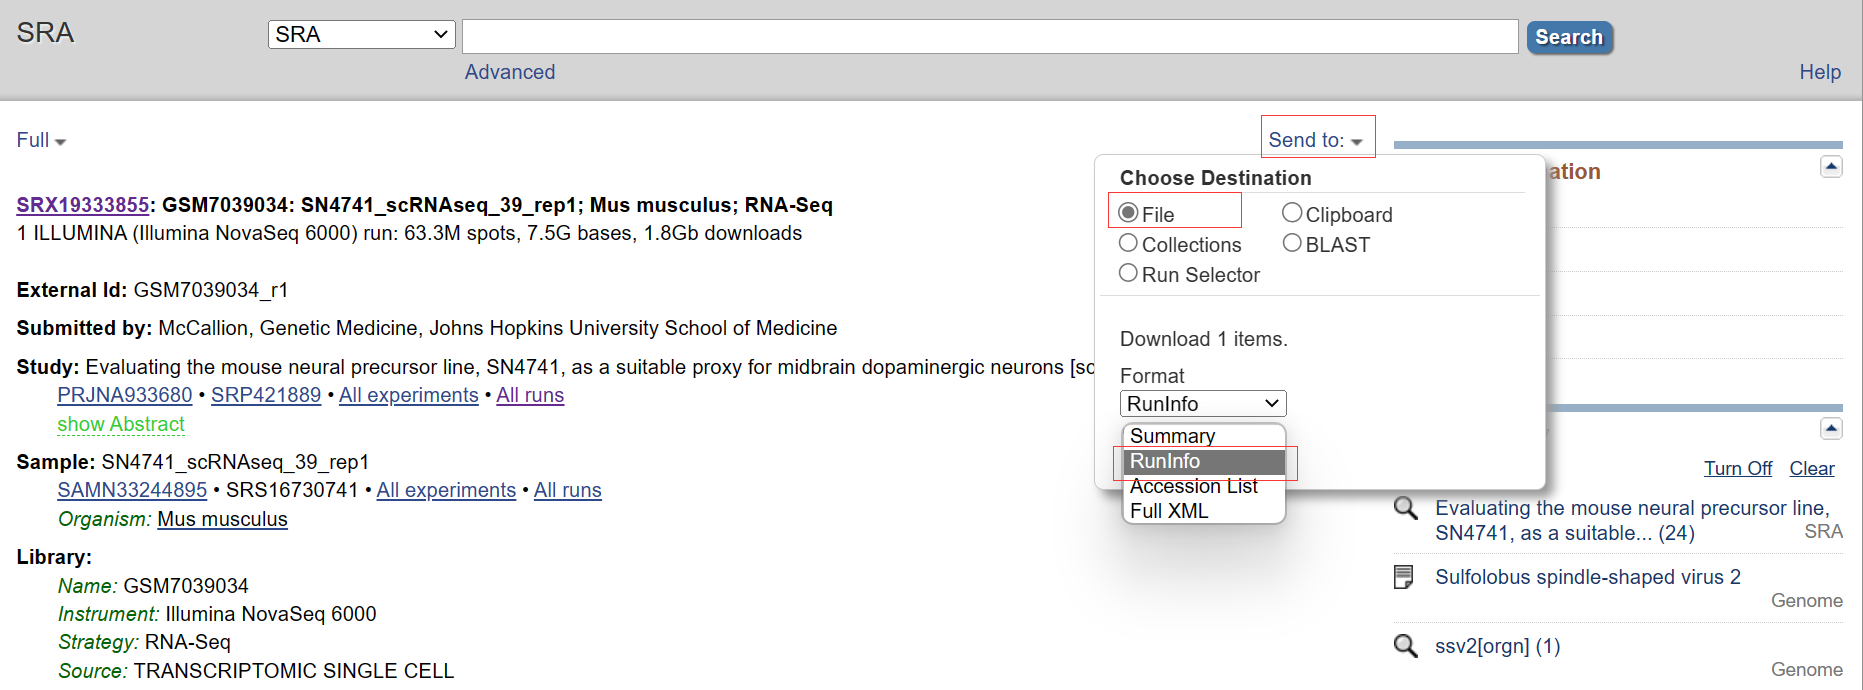 SRA
SRA
Search
Advanced
Help
Full
Send to:
Choose Destination
File
Clipboard
Collections
BLAST
Run Selector
Download 1 items.
Format
RunInfo
Summary
RunInfo
Accession List
Full XML
SRX19333855: GSM7039034: SN4741_scRNAseq_39_rep1; Mus musculus; RNA-Seq
1 ILLUMINA (Illumina NovaSeq 6000) run: 63.3M spots, 7.5G bases, 1.8Gb downloads
External Id: GSM7039034_r1
Submitted by: McCallion, Genetic Medicine, Johns Hopkins University School of Medicine
Study: Evaluating the mouse neural precursor line, SN4741, as a suitable proxy for midbrain dopaminergic neurons [sc
PRJNA933680 • SRP421889 • All experiments • All runs
show Abstract
Sample: SN4741_scRNAseq_39_rep1
SAMN33244895 • SRS16730741 • All experiments • All runs
Organism: Mus musculus
Library:
Name: GSM7039034
Instrument: Illumina NovaSeq 6000
Strategy: RNA-Seq
Source: TRANSCRIPTOMIC SINGLE CELL
ation
Turn Off Clear
Evaluating the mouse neural precursor line,
SN4741, as a suitable... (24)
SRA
Sulfolobus spindle-shaped virus 2
Genome
ssv2[orgn] (1)
Genome